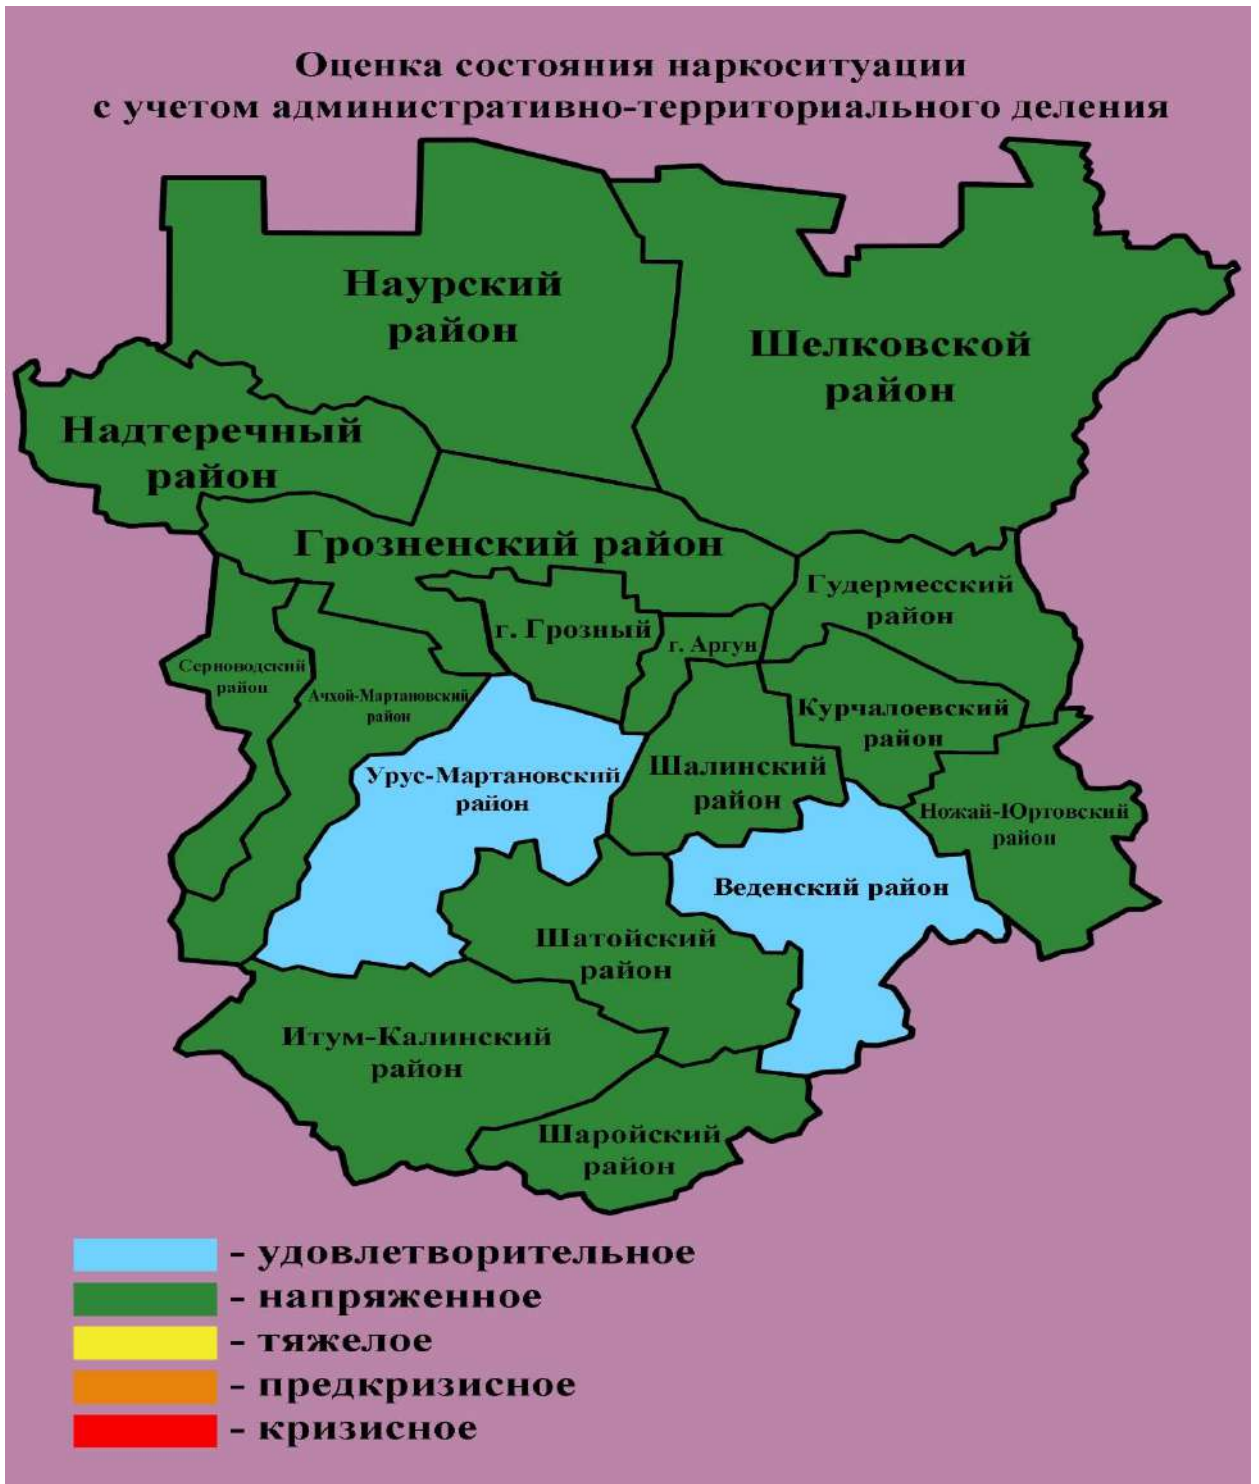 Оценка состояния наркоситуации
с учетом административно-территориального деления
Наурский
район
Шелковской
район
Надтеречный
район
Грозненский район
Гудермесский
район
г. Грозный
г. Аргун
Серноводский
район
Ачхой-Мартановский
район
Курчалоевский
район
Урус-Мартановский
район
Шалинский
район
Ножай-Юртовский
район
Веденский район
Шатойский
район
Итум-Калинский
район
Шаройский
район
- удовлетворительное
- напряженное
- тяжелое
- предкризисное
- кризисное